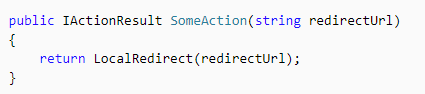 public IActionResult SomeAction(string redirectUrl)
{
    return LocalRedirect(redirectUrl);
}